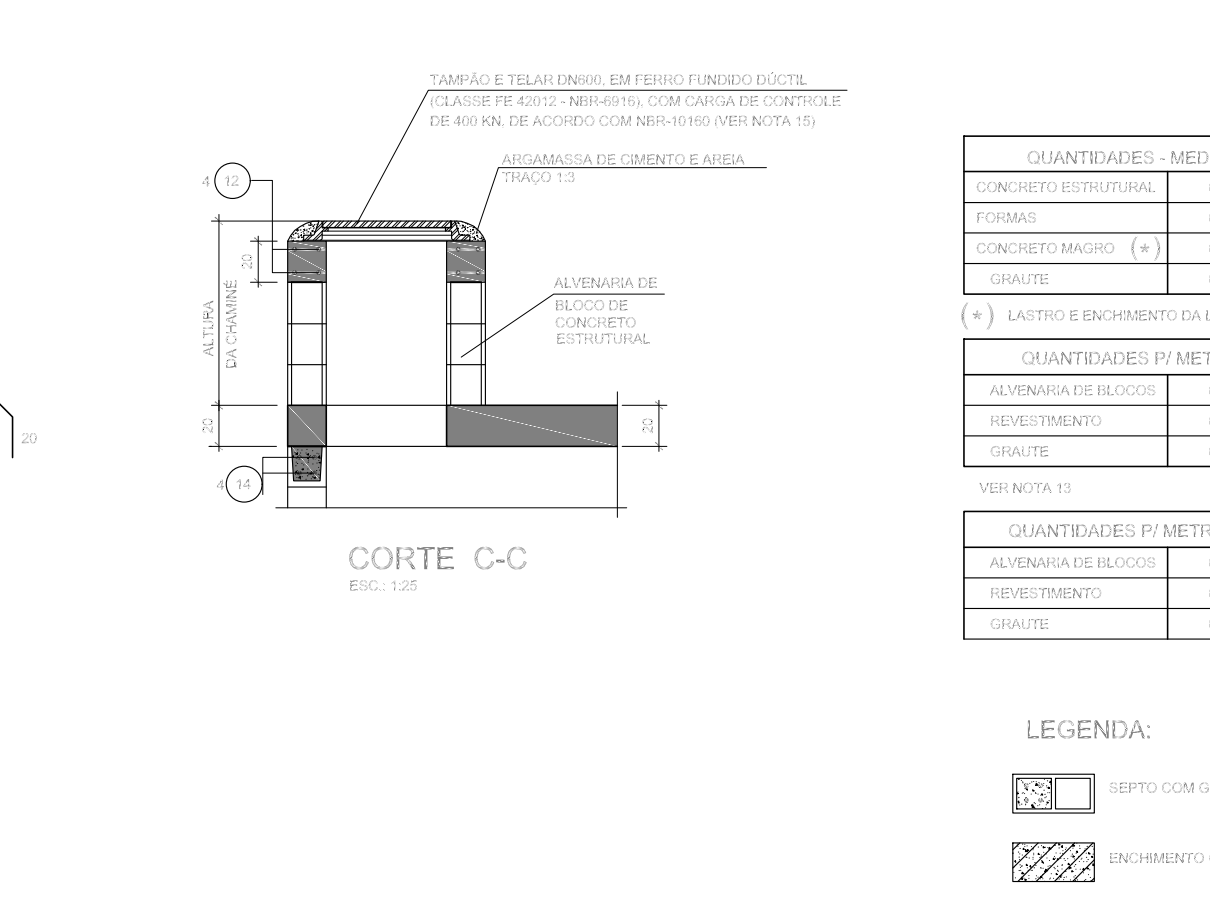 TAMPÃO E TELAR DN600, EM FERRO FUNDIDO DÚCTIL
(CLASSE FE 42012 - NBR-6916), COM CARGA DE CONTROLE
DE 400 KN, DE ACORDO COM NBR-10160 (VER NOTA 15)
ARGAMASSA DE CIMENTO E AREIA
TRAÇO 1:3
4 12
20
ALTURA
DA CHAMINÉ
ALVENARIA DE
BLOCO DE
CONCRETO
ESTRUTURAL
20
20
20
4 14
CORTE C-C
ESC.: 1:25
QUANTIDADES - MED
CONCRETO ESTRUTURAL
FORMAS
CONCRETO MAGRO (*)
GRAUTE
(*) LASTRO E ENCHIMENTO DA
QUANTIDADES P/ MET
ALVENARIA DE BLOCOS
REVESTIMENTO
GRAUTE
VER NOTA 13
QUANTIDADES P/ METR
ALVENARIA DE BLOCOS
REVESTIMENTO
GRAUTE
LEGENDA:
SEPTO COM G
ENCHIMENTO